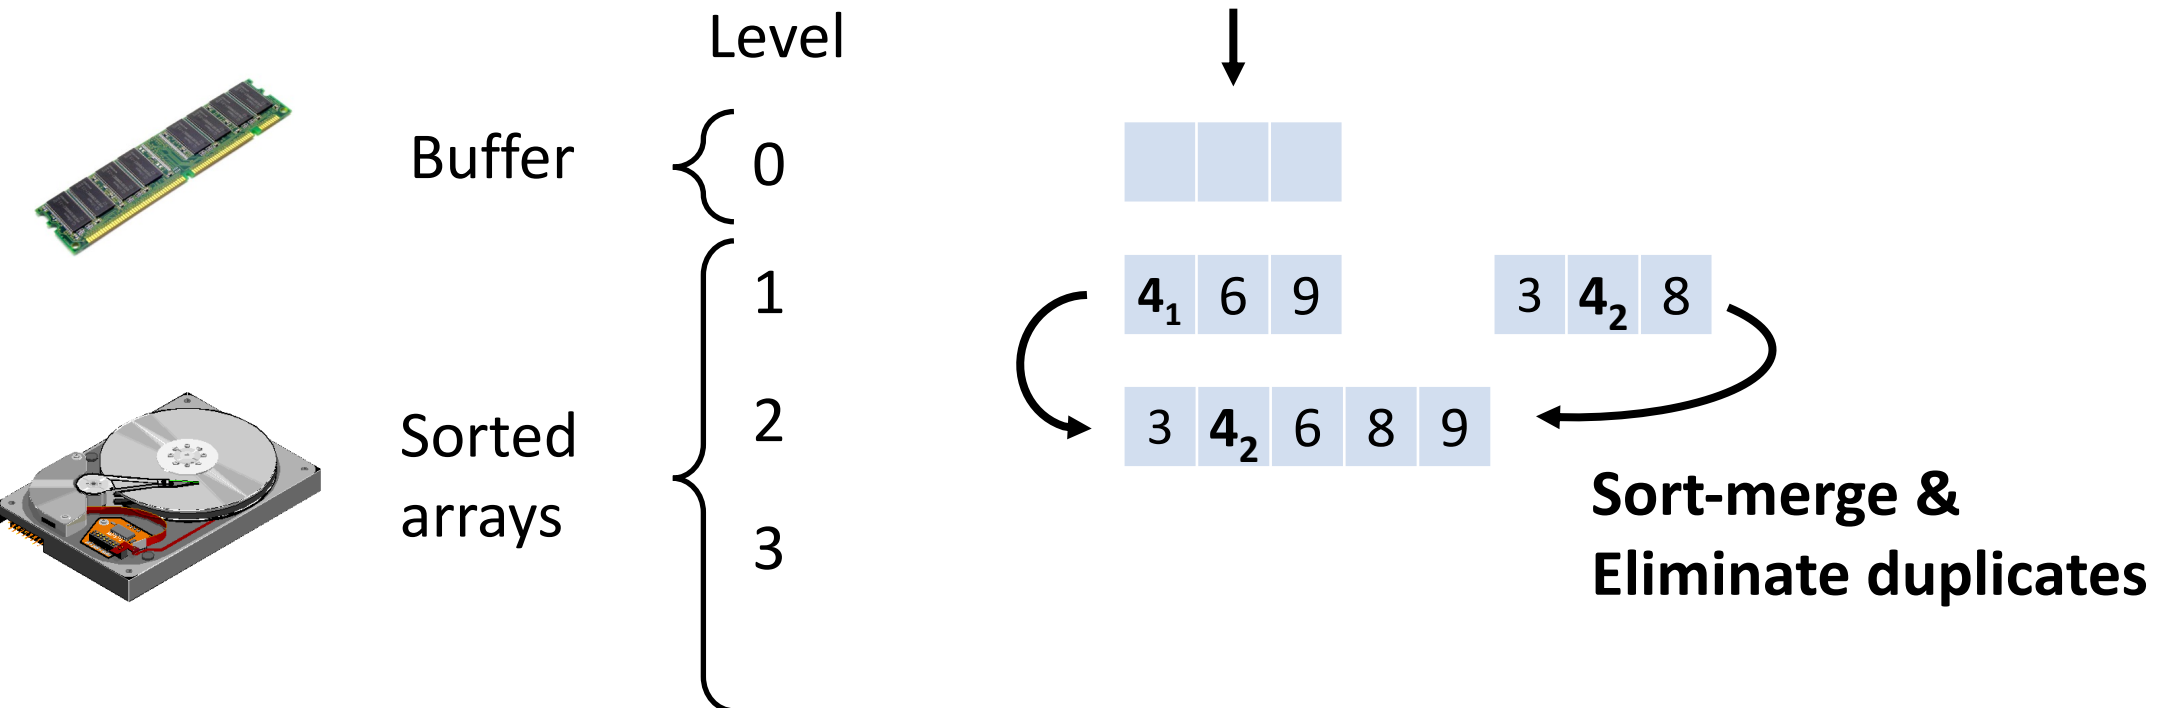 Level
Buffer
0
1
4₁ 6 9
3 4₂ 8
2
3 4₂ 6 8 9
Sorted
arrays
3
Sort-merge &
Eliminate duplicates